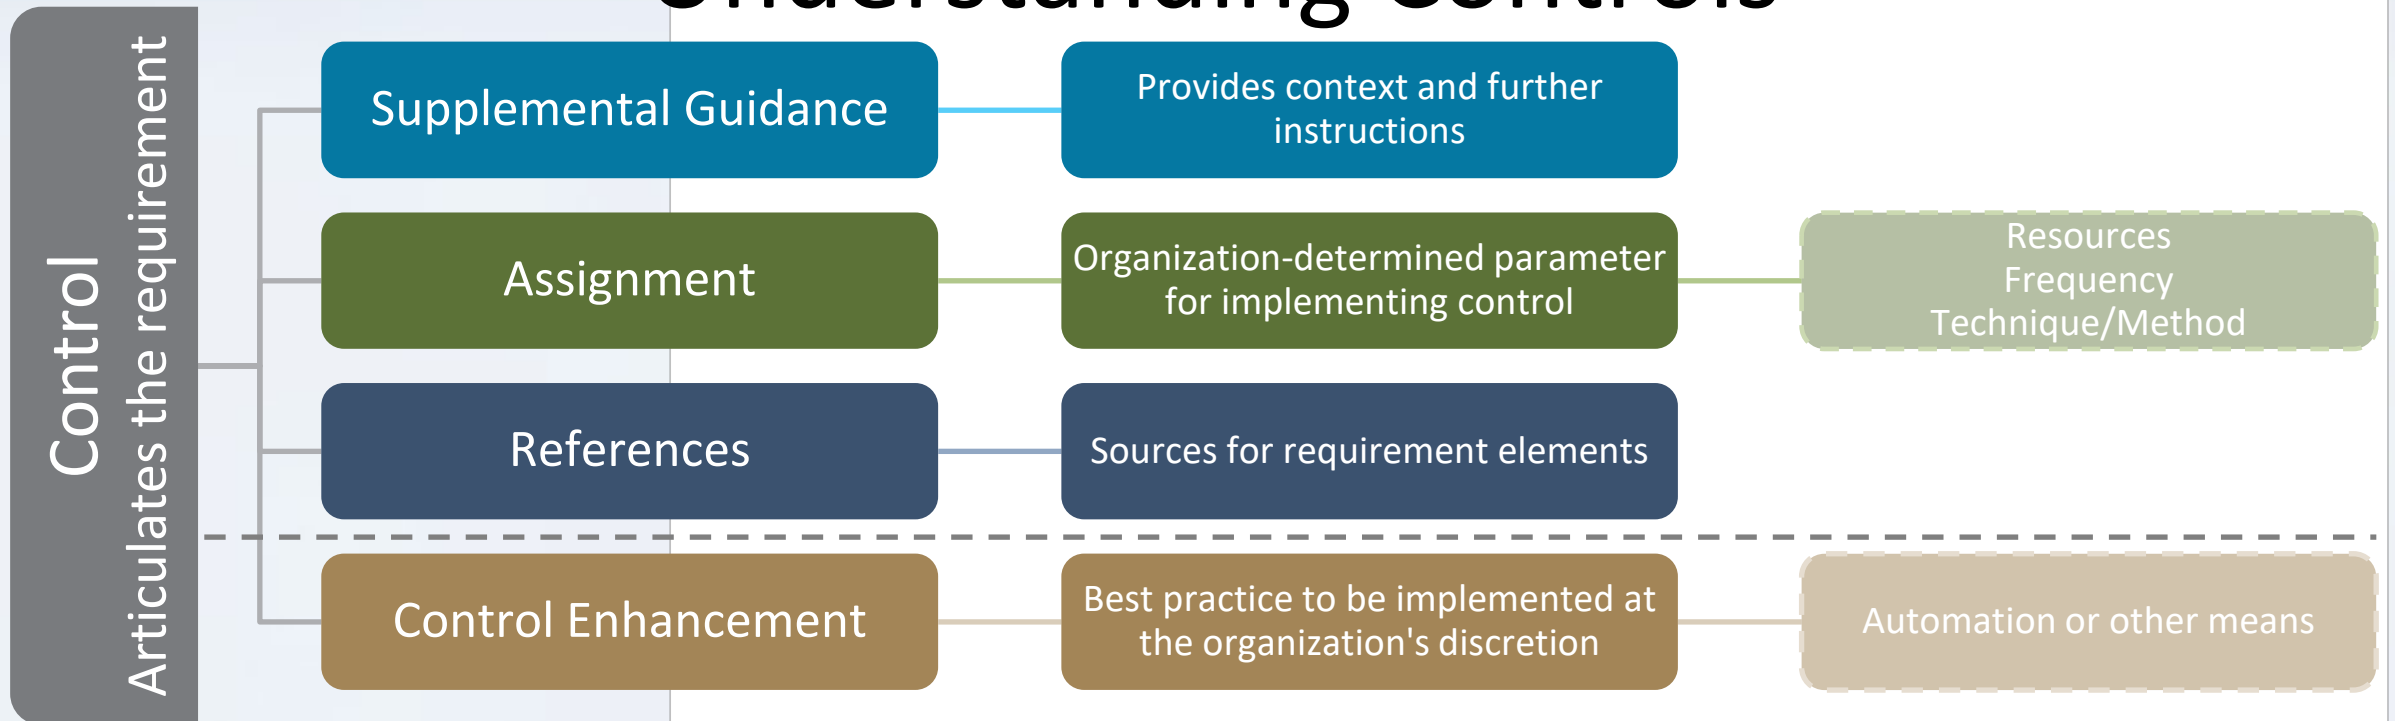 Understanding Controls
Control
Articulates the requirement
Supplemental Guidance
Provides context and further
instructions
Assignment
Organization-determined parameter
for implementing control
Resources
Frequency
Technique/Method
References
Sources for requirement elements
Control Enhancement
Best practice to be implemented at
the organization's discretion
Automation or other means